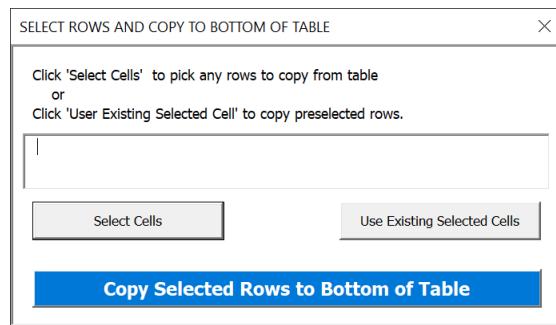 SELECT ROWS AND COPY TO BOTTOM OF TABLE
Click 'Select Cells'  to pick any rows to copy from table
or
Click 'User Existing Selected Cell' to copy preselected rows.
Select Cells
Use Existing Selected Cells
Copy Selected Rows to Bottom of Table